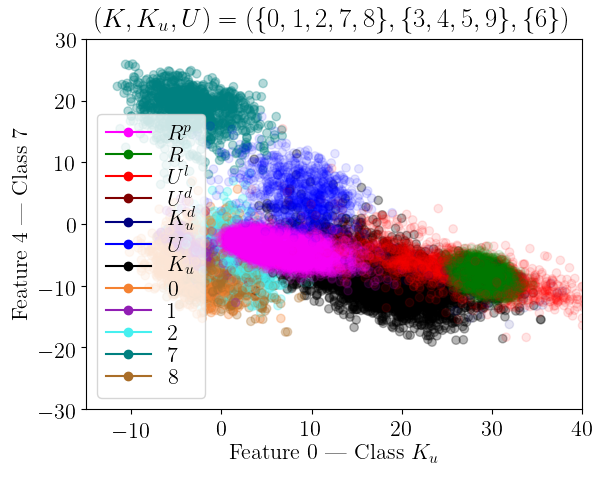 (K, K_u, U) = ({0, 1, 2, 7, 8}, {3, 4, 5, 9}, {6})
30
20
10
0
−10
−20
−30
Feature 4 — Class 7
R^p
R
U^l
U^d
K_u^d
U
K_u
0
1
2
7
8
−10
0
10
20
30
40
Feature 0 — Class K_u